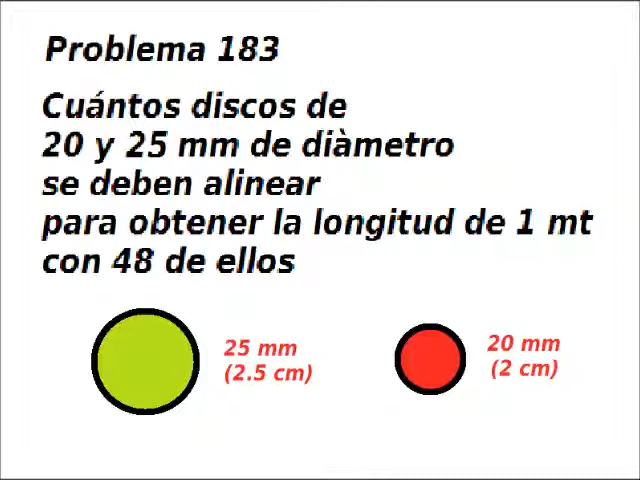 Problema 183
Cuántos discos de
20 y 25 mm de diàmetro
se deben alinear
para obtener la longitud de 1 mt
con 48 de ellos
25 mm
(2.5 cm)
20 mm
(2 cm)